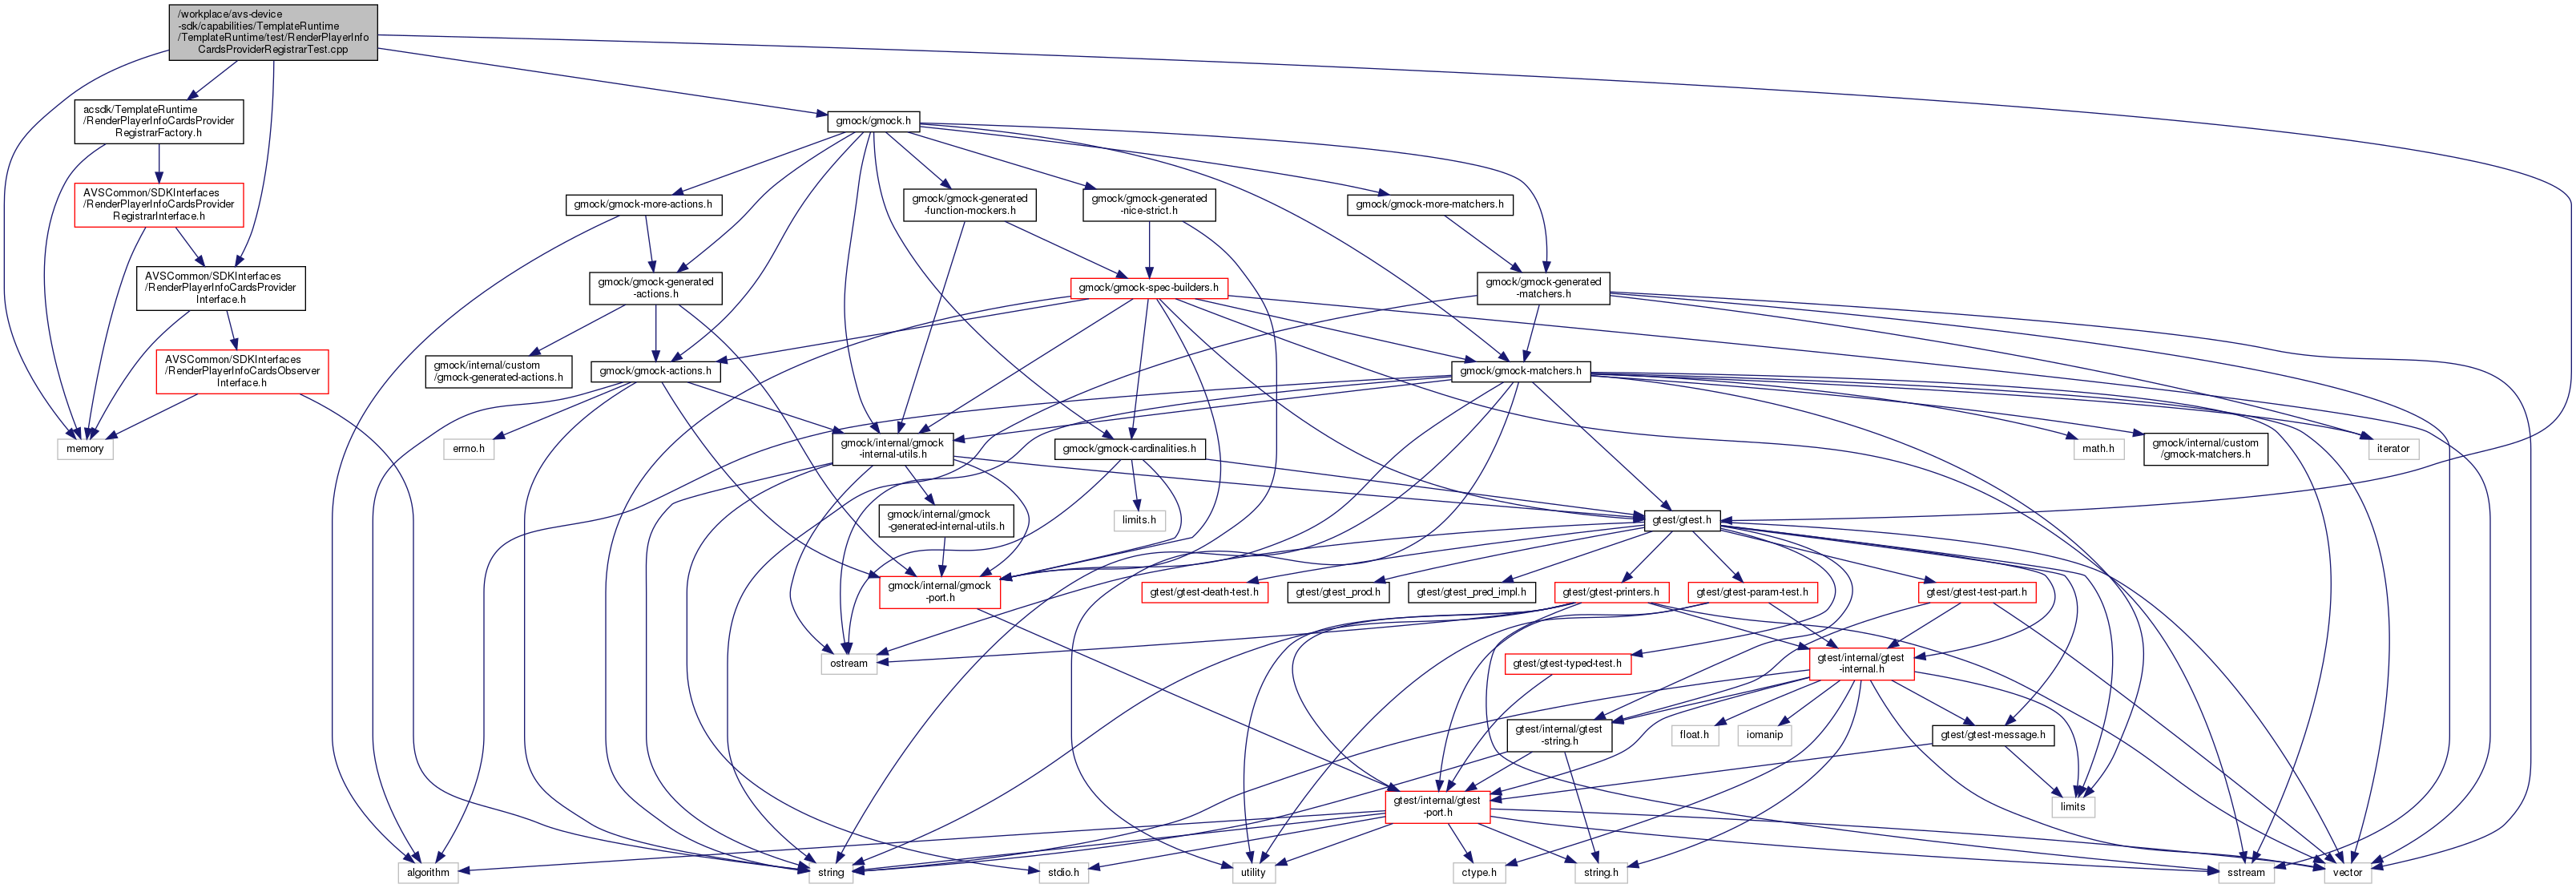 /workplace/avs-device
-sdk/capabilities/TemplateRuntime
/TemplateRuntime/test/RenderPlayerInfo
CardsProviderRegistrarTest.cpp
acsdk/TemplateRuntime
/RenderPlayerInfoCardsProvider
RegistrarFactory.h
gmock/gmock.h
AVSCommon/SDKInterfaces
/RenderPlayerInfoCardsProvider
RegistrarInterface.h
gmock/gmock-more-actions.h
gmock/gmock-generated
-function-mockers.h
gmock/gmock-generated
-nice-strict.h
gmock/gmock-more-matchers.h
AVSCommon/SDKInterfaces
/RenderPlayerInfoCardsProvider
Interface.h
gmock/gmock-generated
-actions.h
gmock/gmock-spec-builders.h
gmock/gmock-generated
-matchers.h
AVSCommon/SDKInterfaces
/RenderPlayerInfoCardsObserver
Interface.h
gmock/internal/custom
/gmock-generated-actions.h
gmock/gmock-actions.h
gmock/gmock-matchers.h
memory
errno.h
gmock/internal/gmock
-internal-utils.h
gmock/gmock-cardinalities.h
math.h
gmock/internal/custom
/gmock-matchers.h
iterator
gmock/internal/gmock
-generated-internal-utils.h
limits.h
gtest/gtest.h
gmock/internal/gmock
-port.h
gtest/gtest-death-test.h
gtest/gtest_prod.h
gtest/gtest_pred_impl.h
gtest/gtest-printers.h
gtest/gtest-param-test.h
gtest/gtest-test-part.h
ostream
gtest/gtest-typed-test.h
gtest/internal/gtest
-internal.h
gtest/internal/gtest
-string.h
float.h
iomanip
gtest/gtest-message.h
gtest/internal/gtest
-port.h
limits
algorithm
string
stdio.h
utility
ctype.h
string.h
sstream
vector